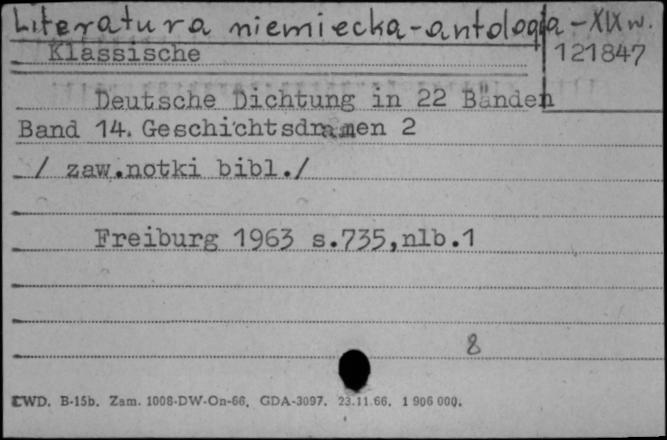 Literatura niemiecka-antologia-XIX w.
Klassische
121847
Deutsche Dichtung in 22 Bänden
Band 14. Geschichtsdramen 2
/ zaw.notki bibl./
Freiburg 1963 s.735,nlb.1
8
CWD. B-15b. Zam. 1008-DW-On-66. GDA-3097. 23.11.66. 1 906 000.